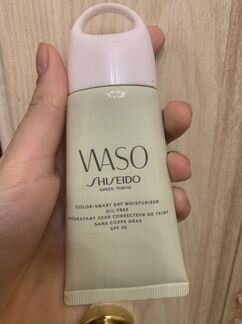 WASO
SHISEIDO
GINZA TOKYO
COLOR-SMART DAY MOISTURIZER
OIL-FREE
HYDRATANT JOUR CORRECTEUR DE TEINT
SANS CORPS GRAS
SPF 30